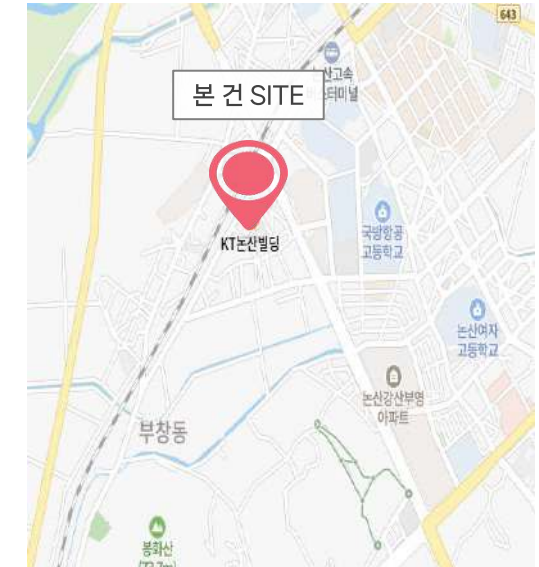 643
논산고속
버스터미널
본 건 SITE
KT논산빌딩
국방항공
고등학교
논산여자
고등학교
논산강산부영
아파트
부창동
봉화산